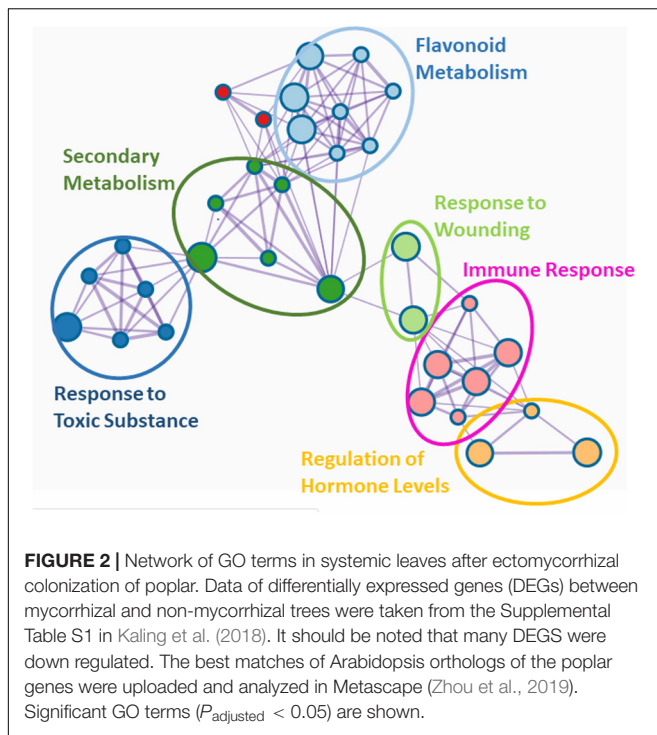 Flavonoid
Metabolism
Secondary
Metabolism
Response to
Wounding
Immune Response
Response to
Toxic Substance
Regulation of
Hormone Levels
FIGURE 2 | Network of GO terms in systemic leaves after ectomycorrhizal
colonization of poplar. Data of differentially expressed genes (DEGs) between
mycorrhizal and non-mycorrhizal trees were taken from the Supplemental
Table S1 in Kaling et al. (2018). It should be noted that many DEGS were
down regulated. The best matches of Arabidopsis orthologs of the poplar
genes were uploaded and analyzed in Metascape (Zhou et al., 2019).
Significant GO terms (Padjusted < 0.05) are shown.